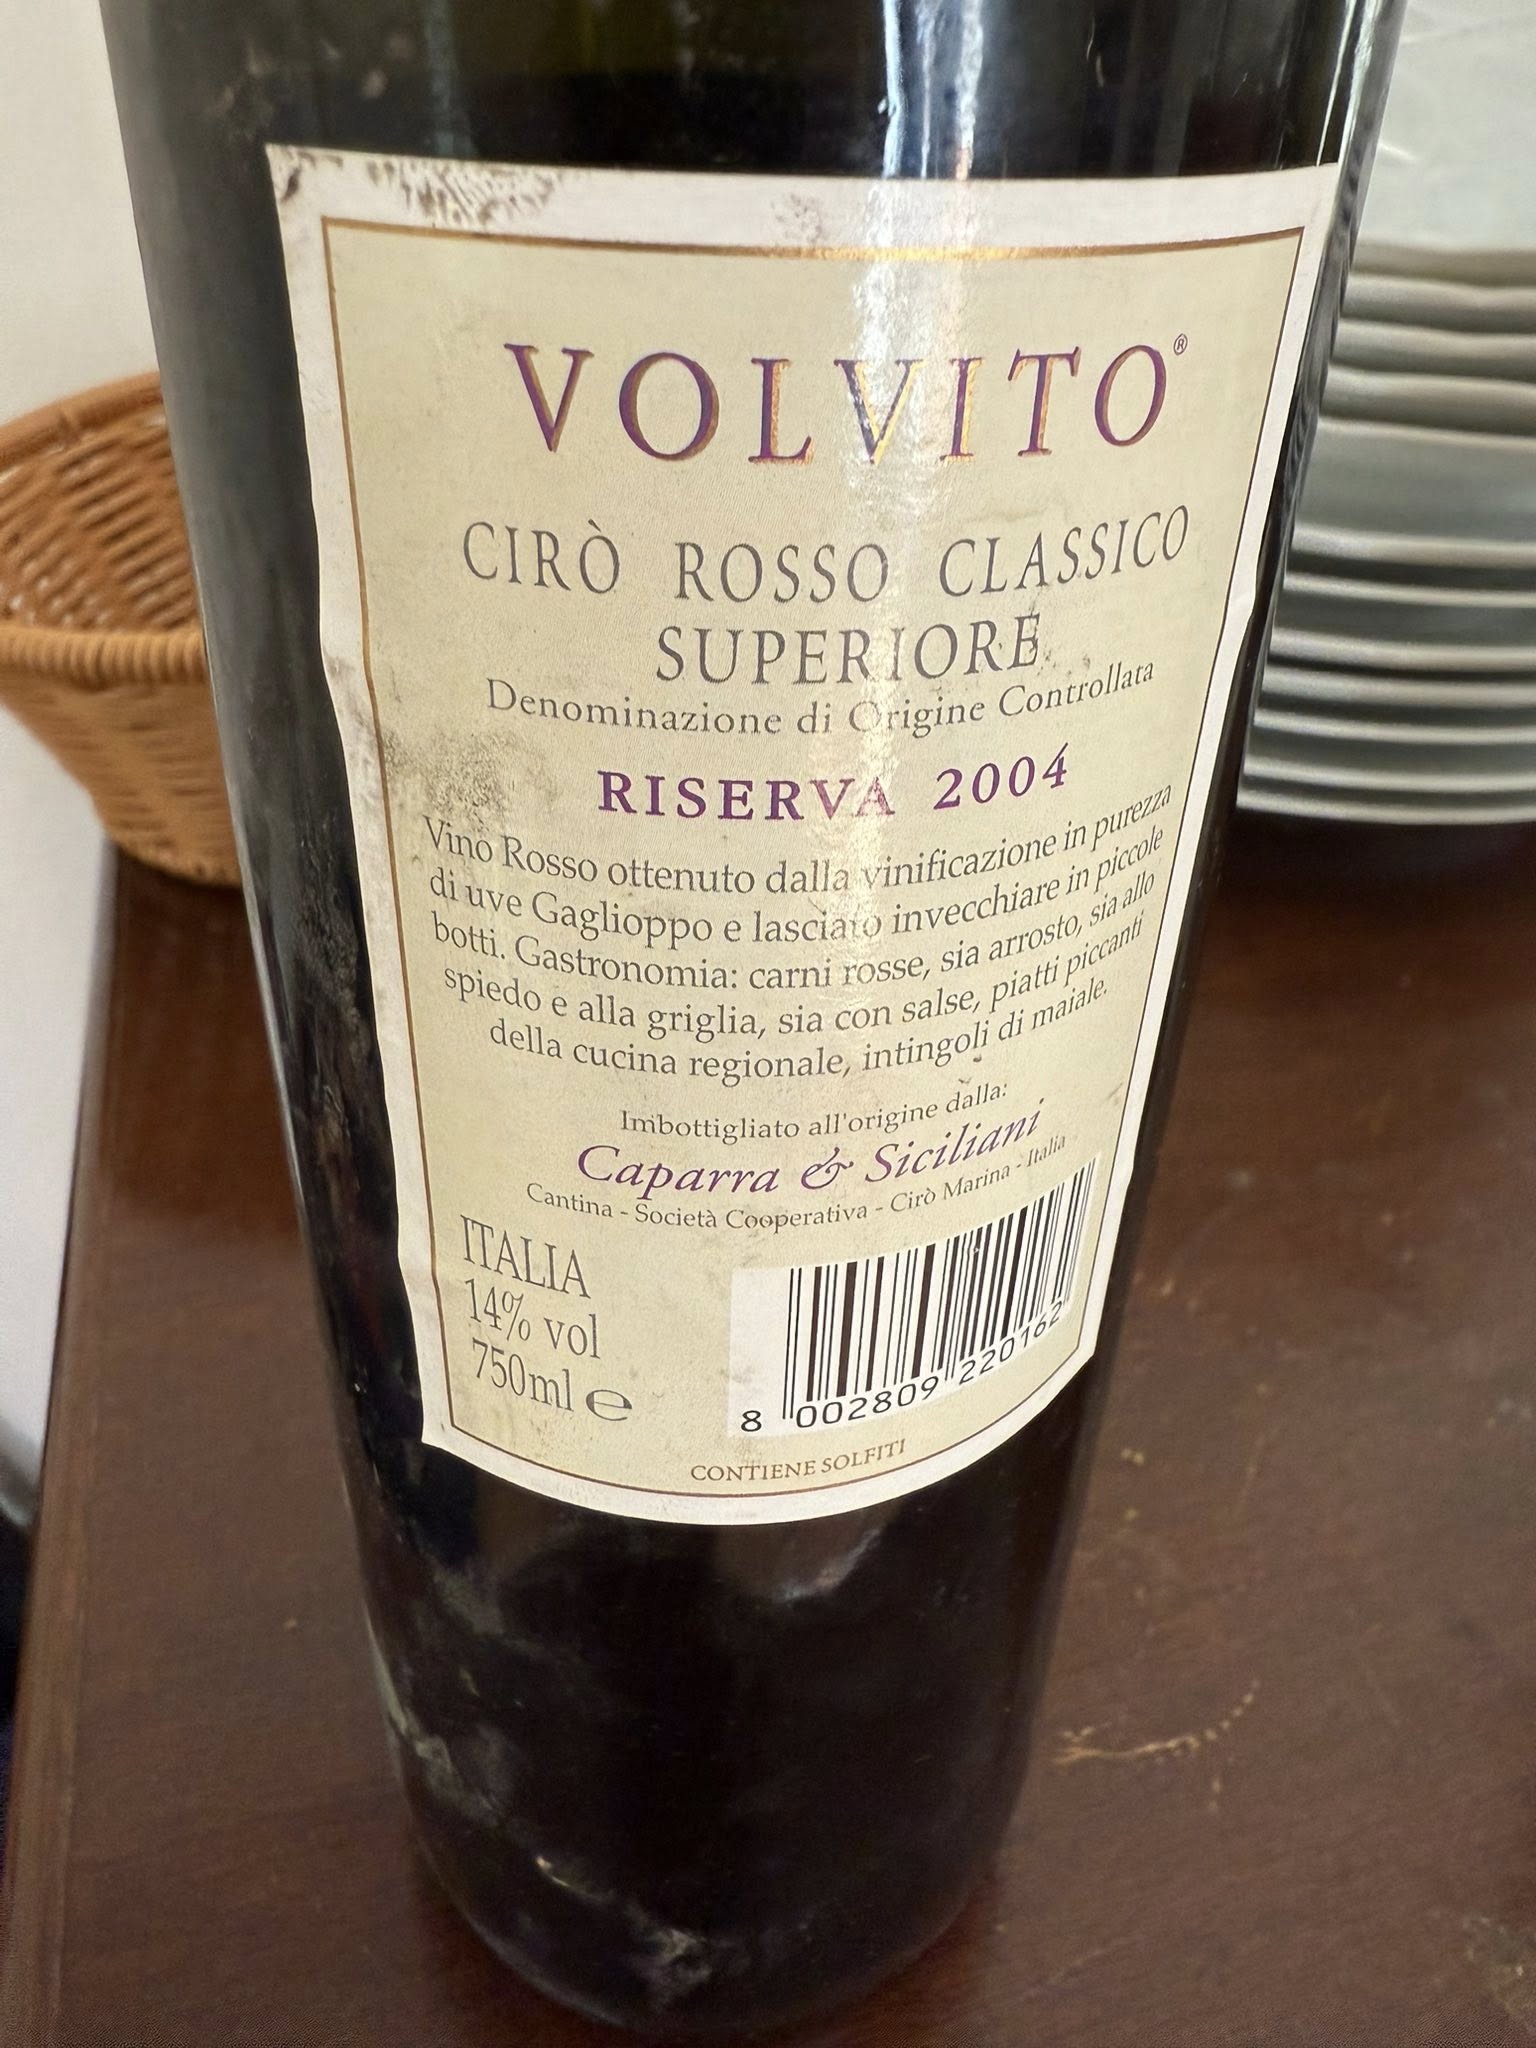 VOLVITO®
CIRÒ ROSSO CLASSICO
SUPERIORE
Denominazione di Origine Controllata
RISERVA 2004
Vino Rosso ottenuto dalla vinificazione in purezza
di uve Gaglioppo e lasciato invecchiare in piccole
botti. Gastronomia: carni rosse, sia arrosto, sia allo
spiedo e alla griglia, sia con salse, piatti piccanti
della cucina regionale, intingoli di maiale.
Imbottigliato all'origine dalla:
Caparra & Siciliani
Cantina - Società Cooperativa - Cirò Marina - Italia
ITALIA
14% vol
750ml e
8 002809 220162
CONTIENE SOLFITI